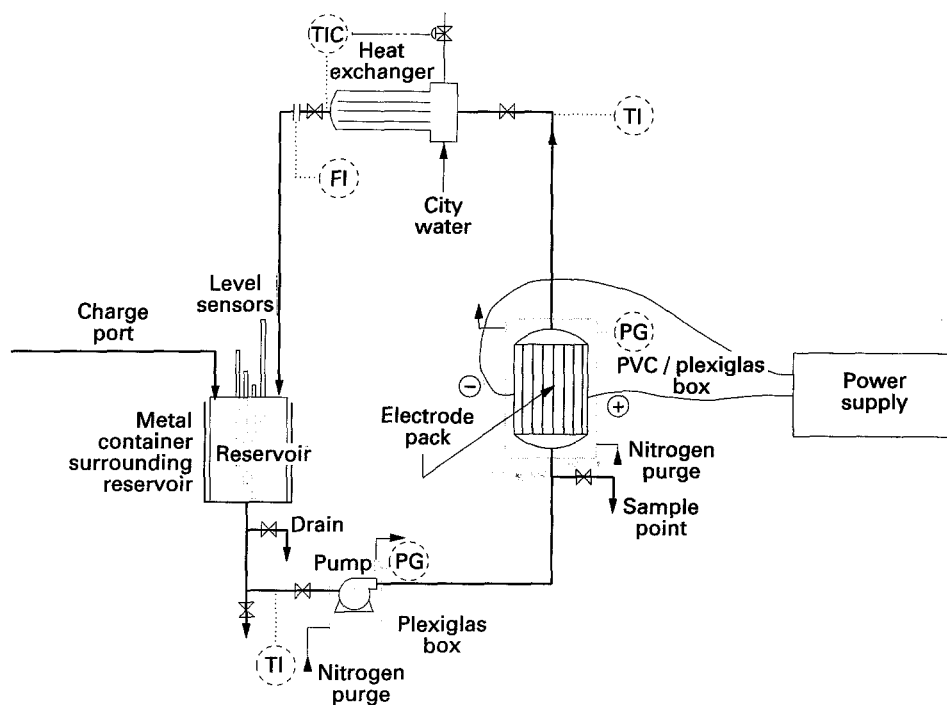 TIC
Heat
exchanger
TI
FI
City
water
Level
sensors
Charge
port
PG
PVC / plexiglas
box
Power
supply
−
+
Electrode
pack
Metal
container
surrounding
reservoir
Reservoir
Nitrogen
purge
Sample
point
Drain
Pump
PG
Plexiglas
box
TI
Nitrogen
purge